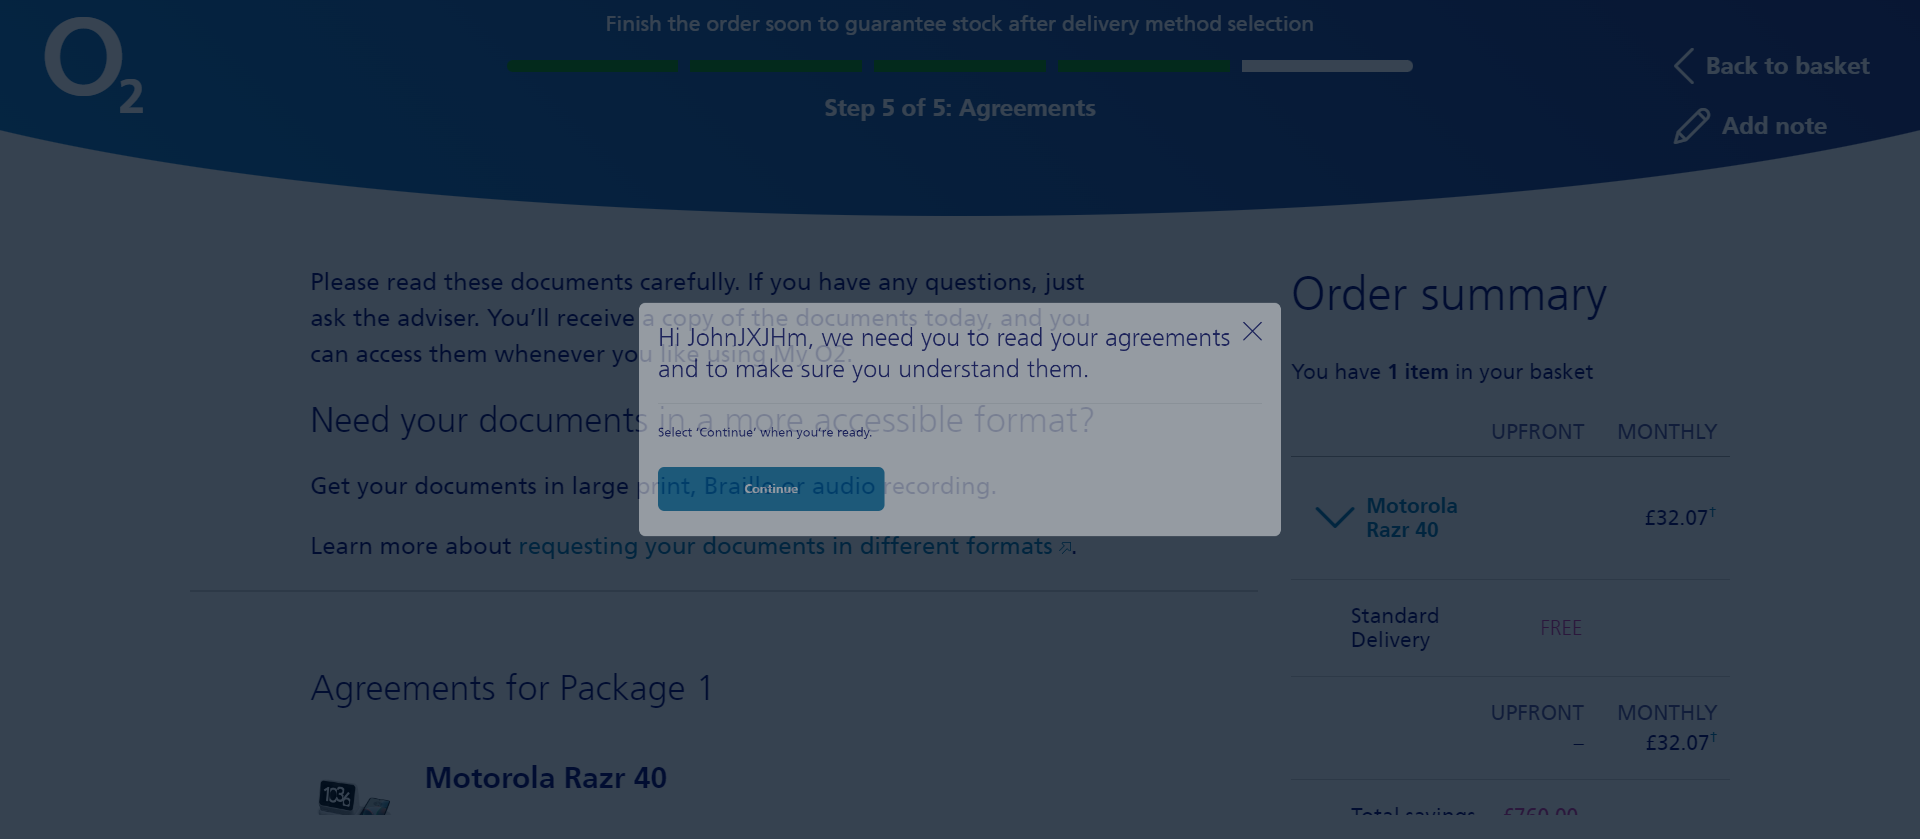 O2
Finish the order soon to guarantee stock after delivery method selection
Step 5 of 5: Agreements
Back to basket
Add note
Please read these documents carefully. If you have any questions, just
ask the adviser. You’ll receive a copy of the documents today, and you
can access them whenever you like using My O2.
Need your documents in a more accessible format?
Get your documents in large print, Braille or audio recording.
Learn more about requesting your documents in different formats.
Agreements for Package 1
Motorola Razr 40
1036
Hi JohnJXJHm, we need you to read your agreements
and to make sure you understand them.
Select ‘Continue’ when you’re ready.
Continue
Order summary
You have 1 item in your basket
UPFRONT MONTHLY
Motorola
Razr 40
£32.07†
Standard
Delivery
FREE
UPFRONT MONTHLY
– £32.07†
Total savings £760.00